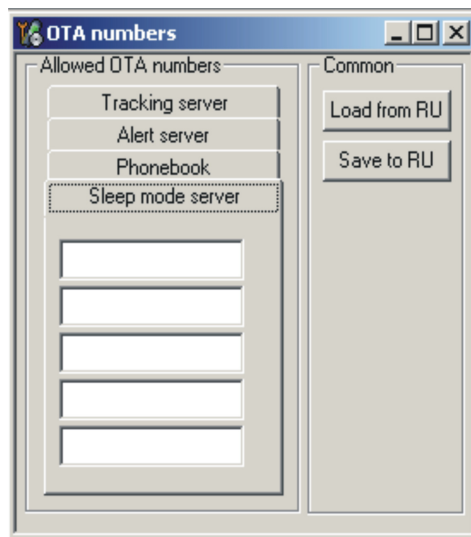 OTA numbers
Allowed OTA numbers
Tracking server
Alert server
Phonebook
Sleep mode server
Common
Load from RU
Save to RU